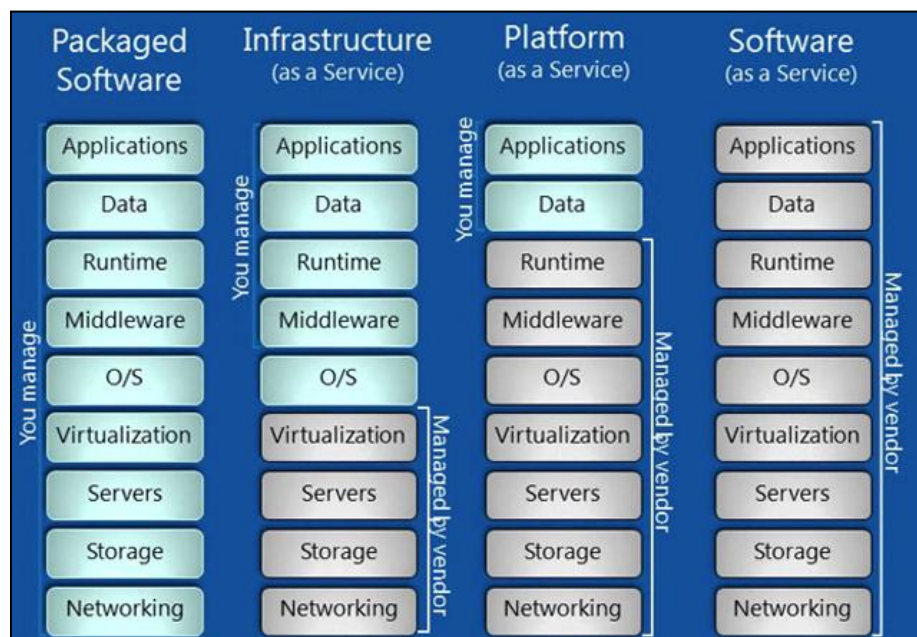 Packaged
Software
You manage
Applications
Data
Runtime
Middleware
O/S
Virtualization
Servers
Storage
Networking
Infrastructure
(as a Service)
You manage
Applications
Data
Runtime
Middleware
O/S
Virtualization
Servers
Storage
Networking
Managed by vendor
Platform
(as a Service)
You manage
Applications
Data
Runtime
Middleware
O/S
Virtualization
Servers
Storage
Networking
Managed by vendor
Software
(as a Service)
Applications
Data
Runtime
Middleware
O/S
Virtualization
Servers
Storage
Networking
Managed by vendor